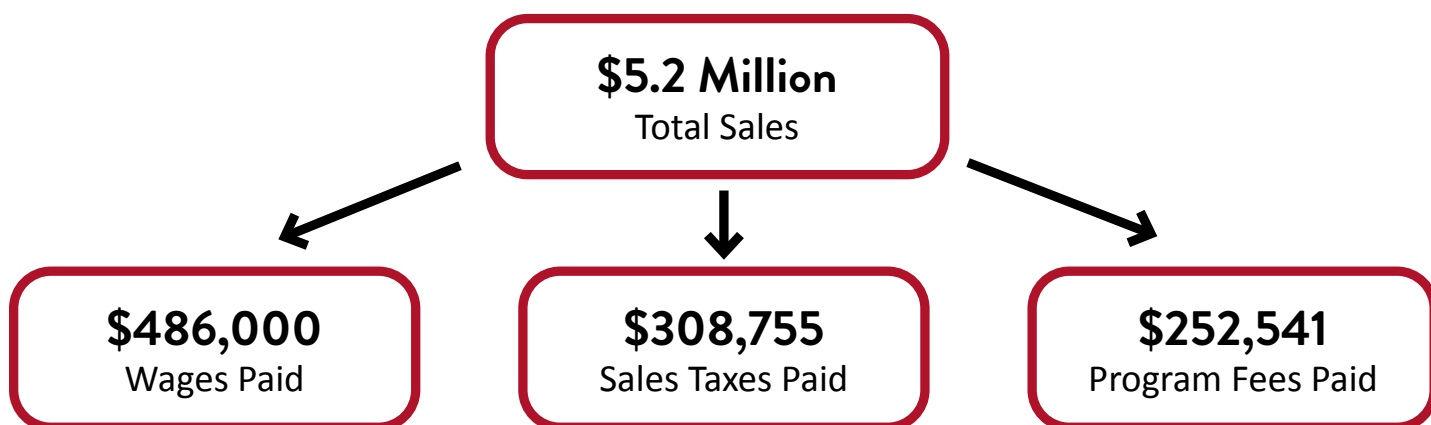 $5.2 Million
Total Sales
$486,000
Wages Paid
$308,755
Sales Taxes Paid
$252,541
Program Fees Paid